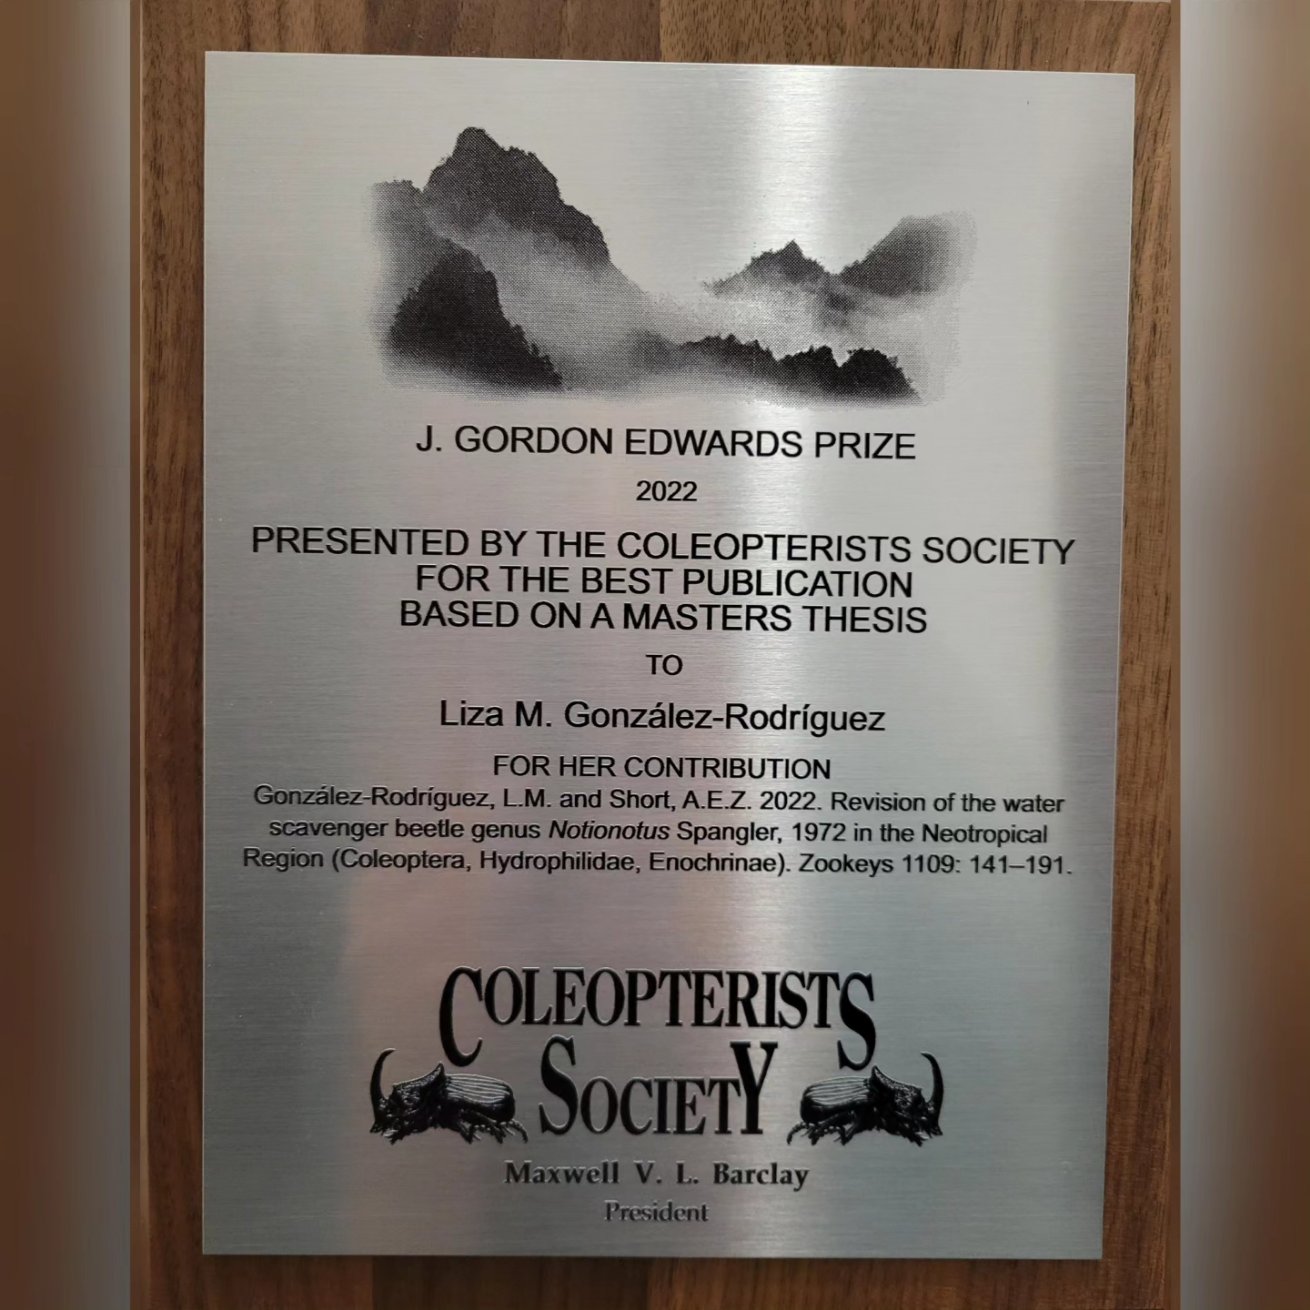 J. GORDON EDWARDS PRIZE
2022
PRESENTED BY THE COLEOPTERISTS SOCIETY
FOR THE BEST PUBLICATION
BASED ON A MASTERS THESIS
TO
Liza M. González-Rodríguez
FOR HER CONTRIBUTION
González-Rodríguez, L.M. and Short, A.E.Z. 2022. Revision of the water
scavenger beetle genus Notionotus Spangler, 1972 in the Neotropical
Region (Coleoptera, Hydrophilidae, Enochrinae). Zookeys 1109: 141–191.
COLEOPTERISTS
SOCIETY
Maxwell V. L. Barclay
President